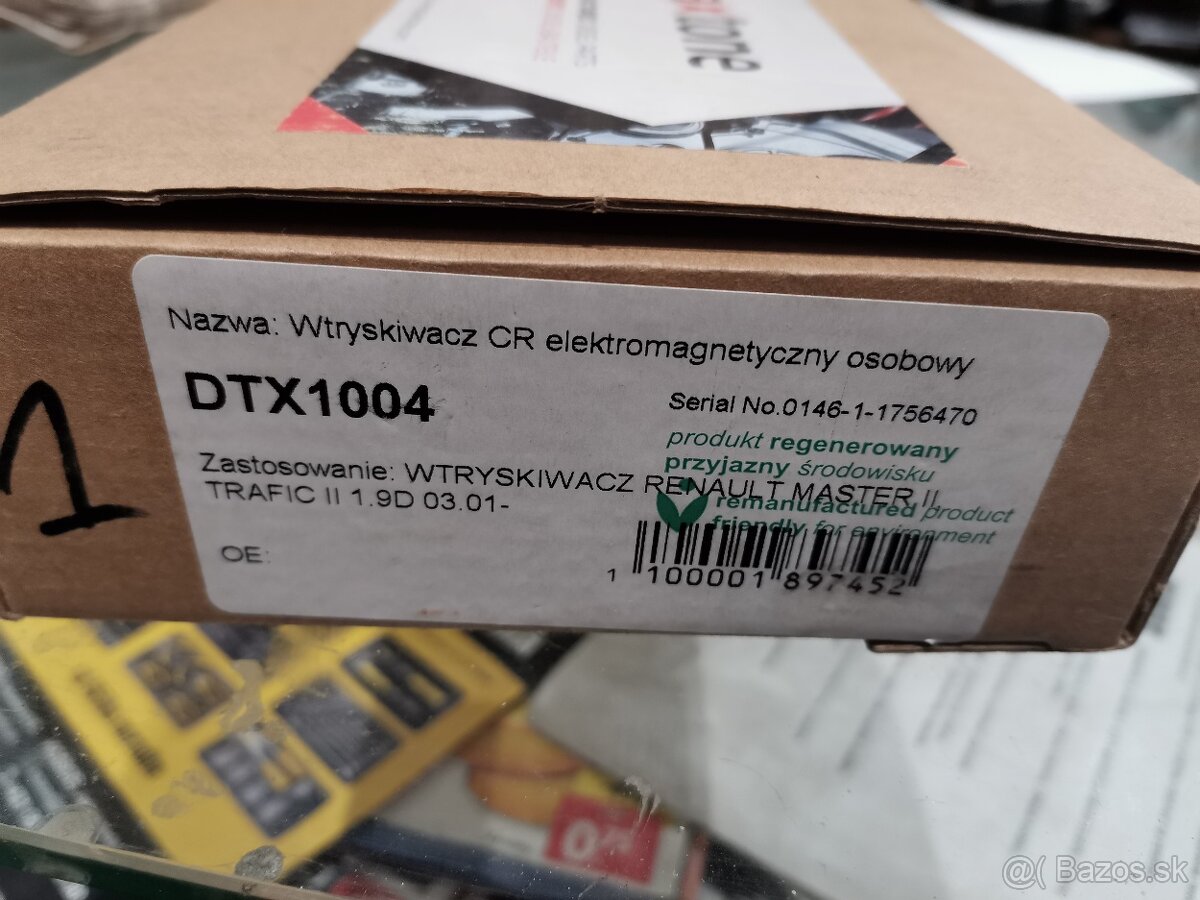 Nazwa: Wtryskiwacz CR elektromagnetyczny osobowy
DTX1004
Serial No.0146-1-1756470
produkt regenerowany
przyjazny środowisku
Zastosowanie: WTRYSKIWACZ RENAULT MASTER II,
TRAFIC II 1.9D 03.01-
remanufactured product
friendly for environment
OE:
1 100001 897452
1
@( Bazos.sk